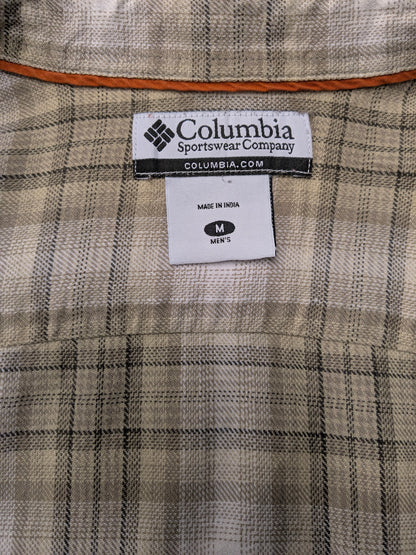 Columbia
Sportswear Company
COLUMBIA.COM
MADE IN INDIA
M
MEN'S